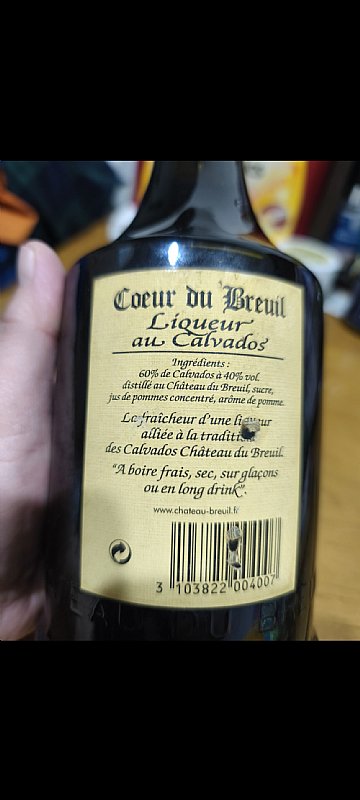 Coeur du Breuil
Liqueur
au Calvados
Ingrédients :
60% de Calvados à 40% vol.
distillé au Château du Breuil, sucre,
jus de pommes concentré, arôme de pomme.
La fraîcheur d'une liqueur
alliée à la tradition
des Calvados Château du Breuil.
"A boire frais, sec, sur glaçons
ou en long drink".
www.chateau-breuil.fr
3 103822 004007